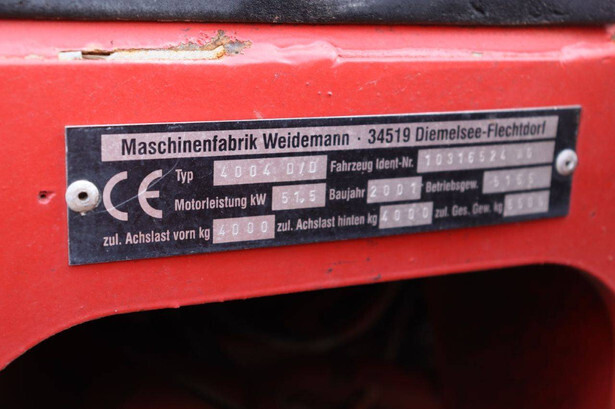 Maschinenfabrik Weidemann · 34519 Diemelsee-Flechtdorf
CE Typ 4004 D/D Fahrzeug Ident-Nr.
Motorleistung kW 51,5 Baujahr 2001 Betriebsgew. 5155
zul. Achslast vorn kg 4000 zul. Achslast hinten kg 4000 zul. Ges. Gew. kg